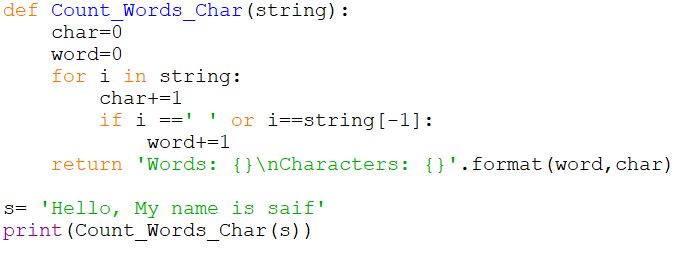 def Count_Words_Char(string):
    char=0
    word=0
    for i in string:
        char+=1
        if i ==' ' or i==string[-1]:
            word+=1
    return 'Words: {}\nCharacters: {}'.format(word,char)

s= 'Hello, My name is saif'
print(Count_Words_Char(s))